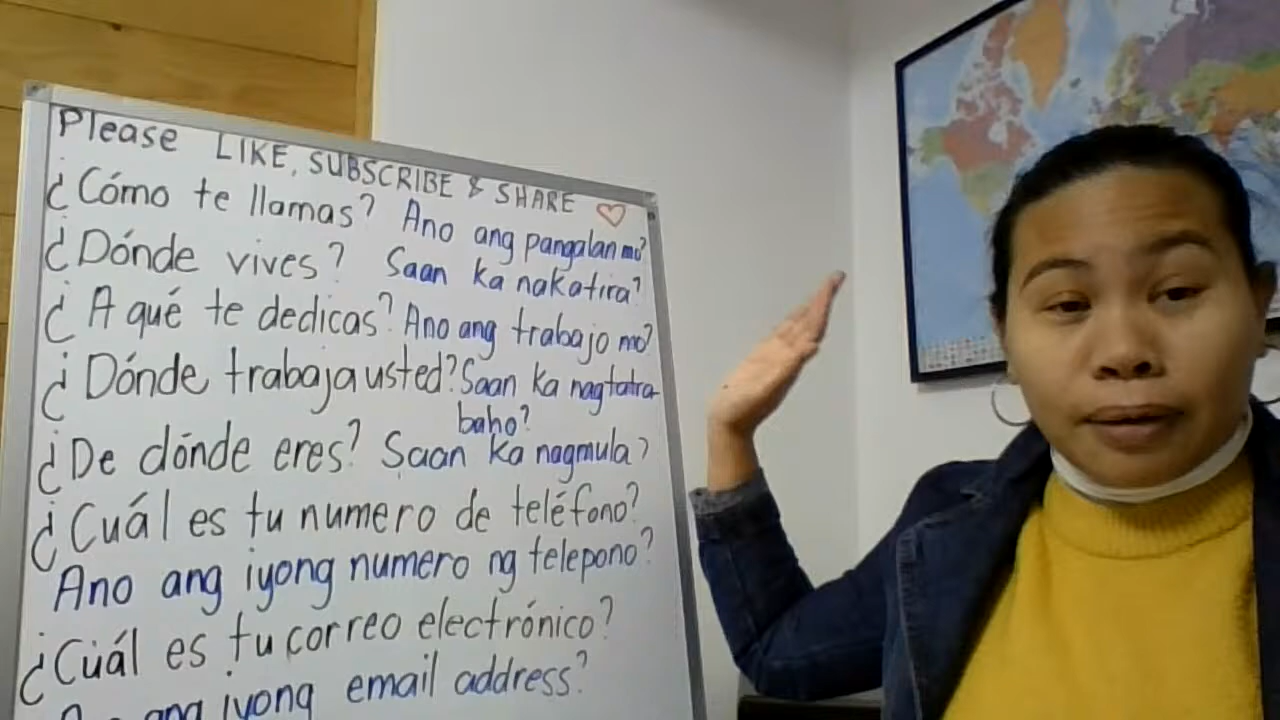 Please LIKE, SUBSCRIBE & SHARE
¿Cómo te llamas? Ano ang pangalan mo?
¿Dónde vives? Saan ka nakatira?
¿A qué te dedicas? Ano ang trabajo mo?
¿Dónde trabaja usted? Saan ka nagtatra-
baho?
¿De dónde eres? Saan ka nagmula?
¿Cuál es tu numero de teléfono?
Ano ang iyong numero ng telepono?
¿Cuál es tu correo electrónico?
ang iyong email address?